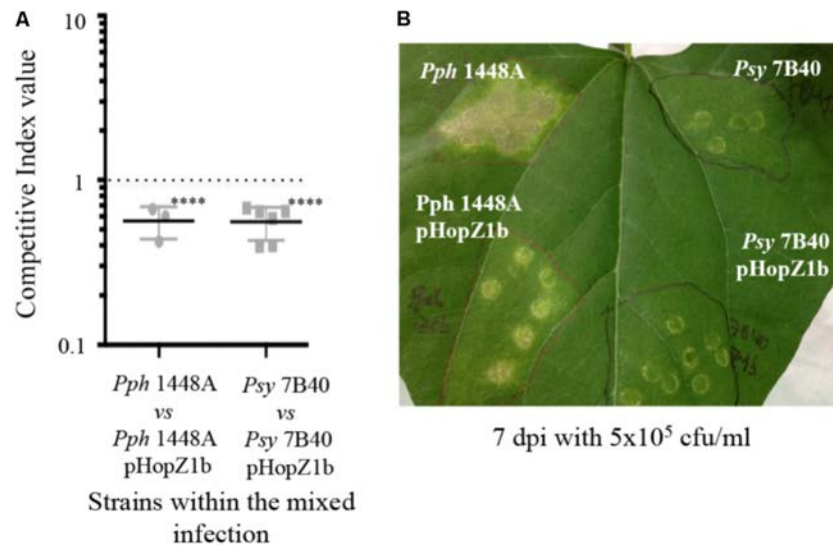 A
10
1
0.1
Competitive Index value
****
****
Pph 1448A
vs
Pph 1448A
pHopZ1b
Psy 7B40
vs
Psy 7B40
pHopZ1b
Strains within the mixed
infection
B
Pph 1448A
Psy 7B40
Pph 1448A
pHopZ1b
Psy 7B40
pHopZ1b
7 dpi with 5x10⁵ cfu/ml